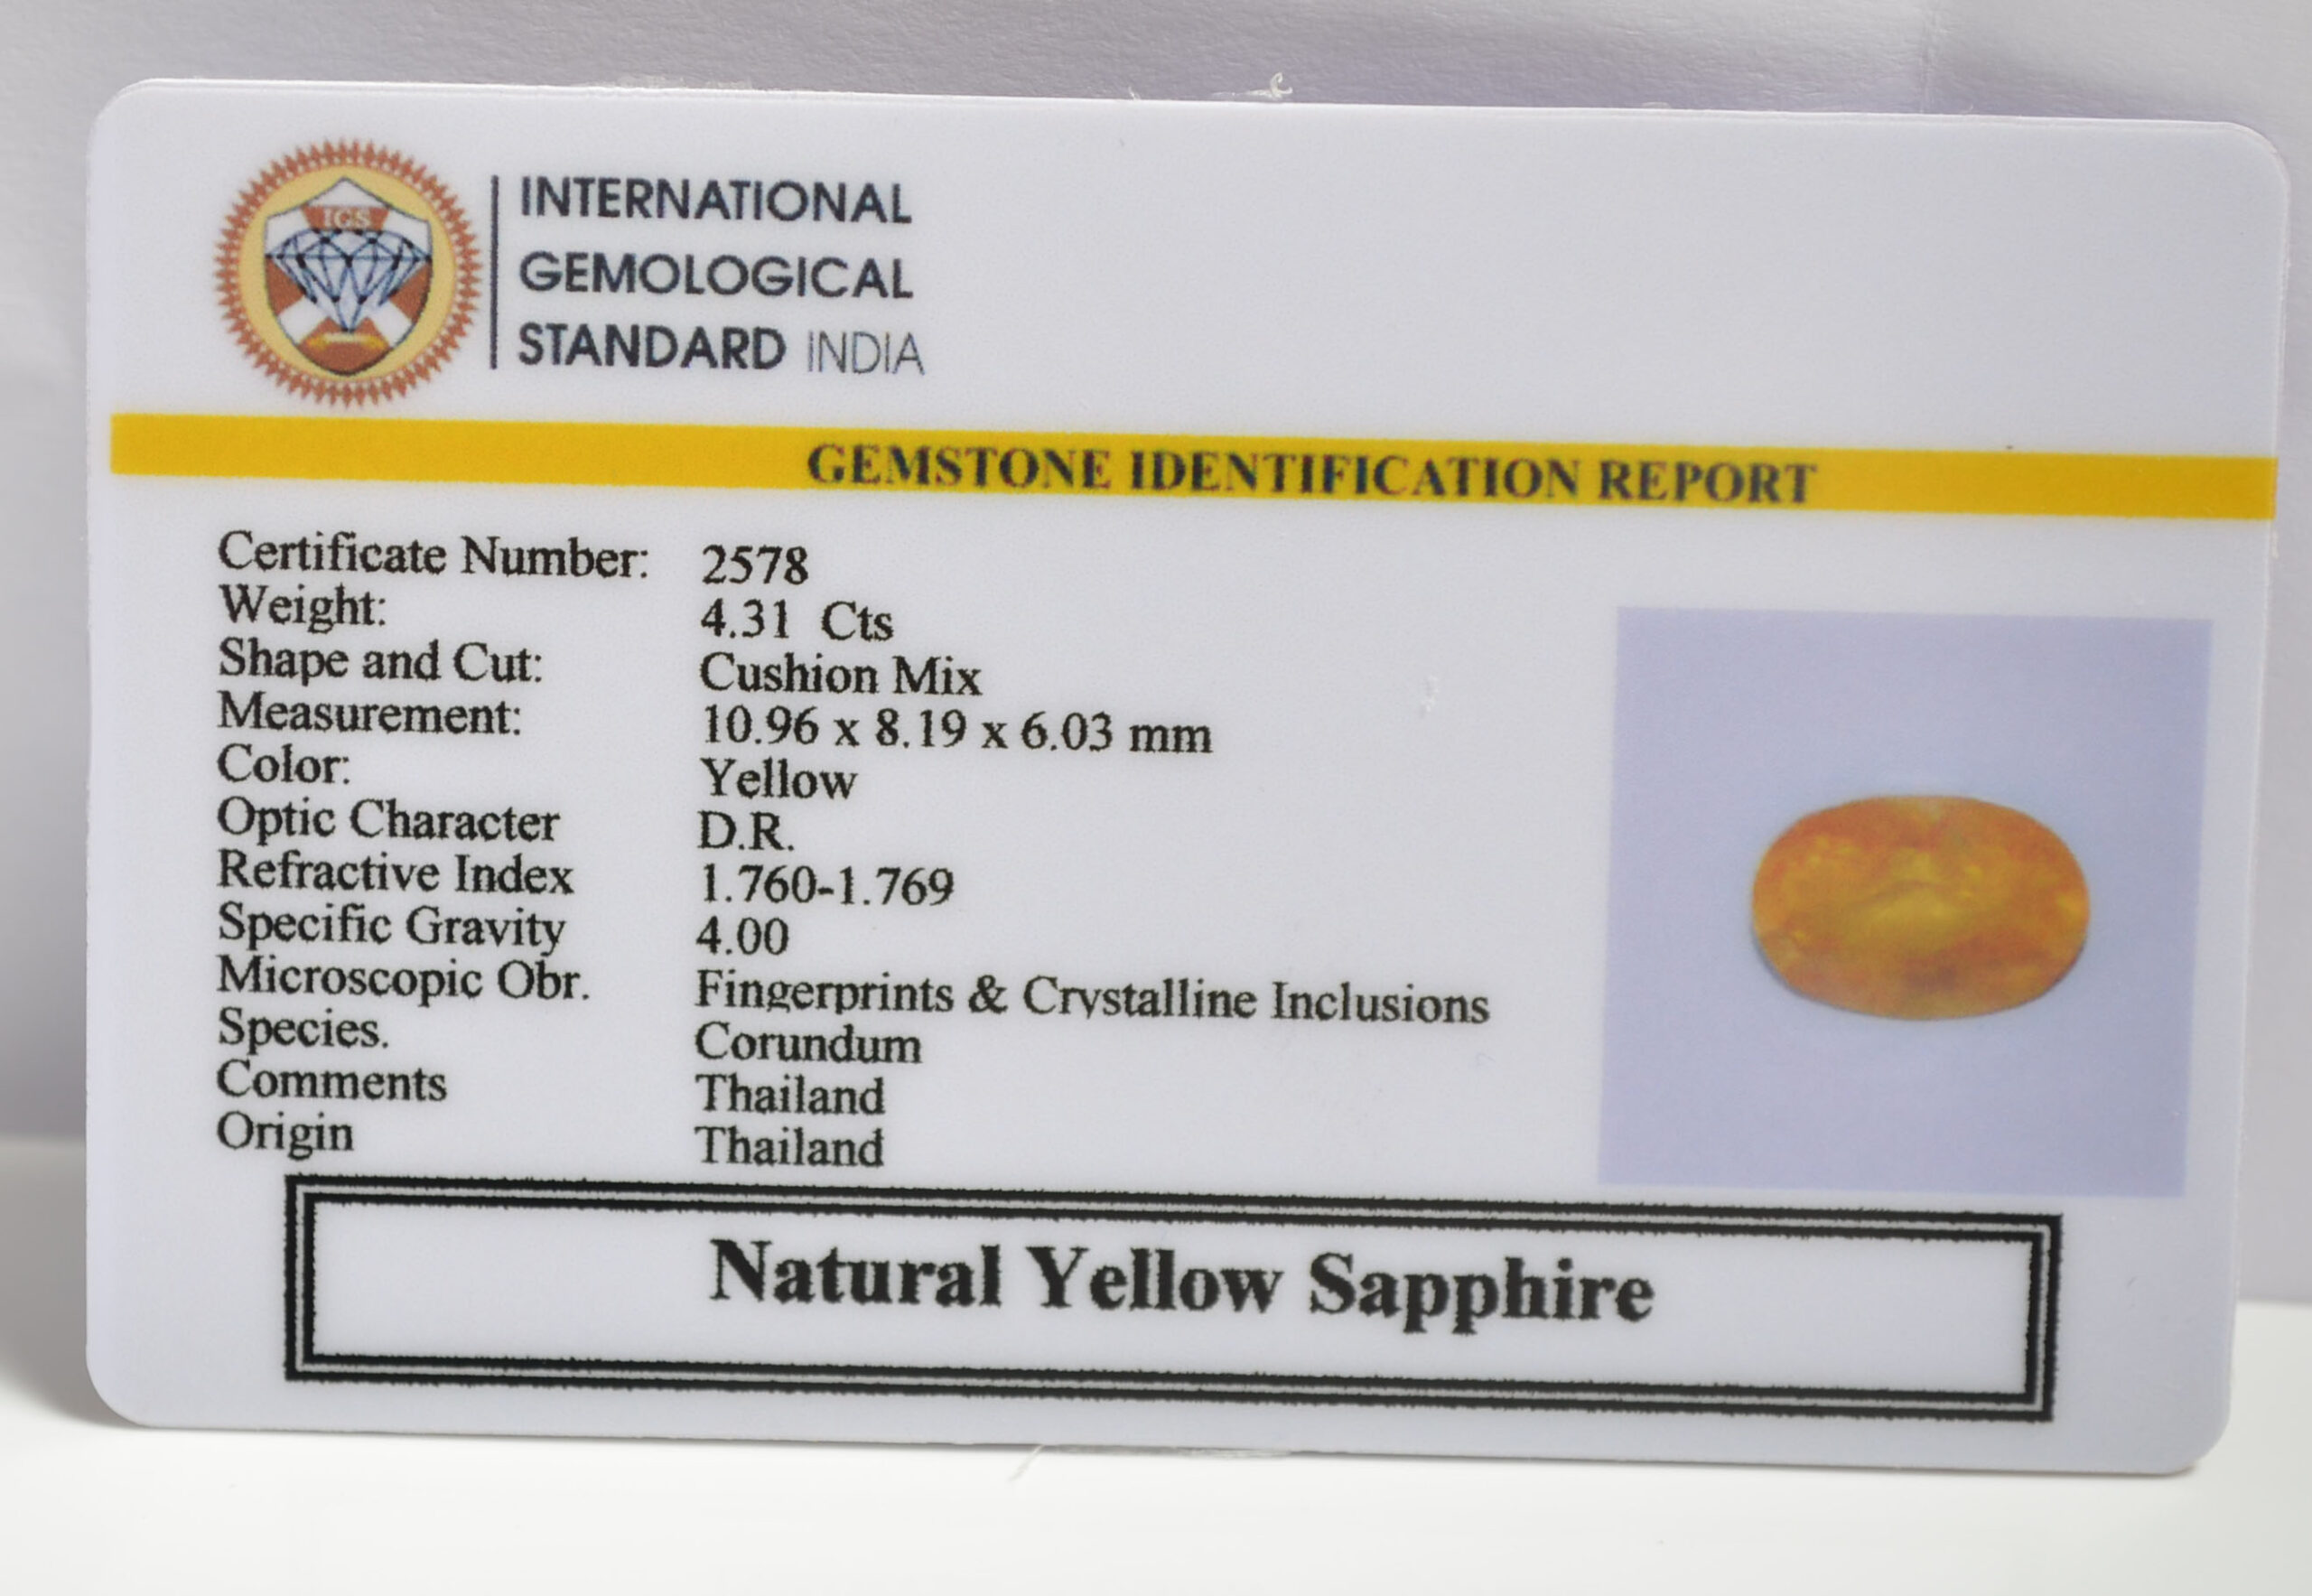 IGS
INTERNATIONAL
GEMOLOGICAL
STANDARD INDIA
GEMSTONE IDENTIFICATION REPORT
Certificate Number: 2578
Weight: 4.31 Cts
Shape and Cut: Cushion Mix
Measurement: 10.96 x 8.19 x 6.03 mm
Color: Yellow
Optic Character D.R.
Refractive Index 1.760-1.769
Specific Gravity 4.00
Microscopic Obr. Fingerprints & Crystalline Inclusions
Species. Corundum
Comments Thailand
Origin Thailand
Natural Yellow Sapphire